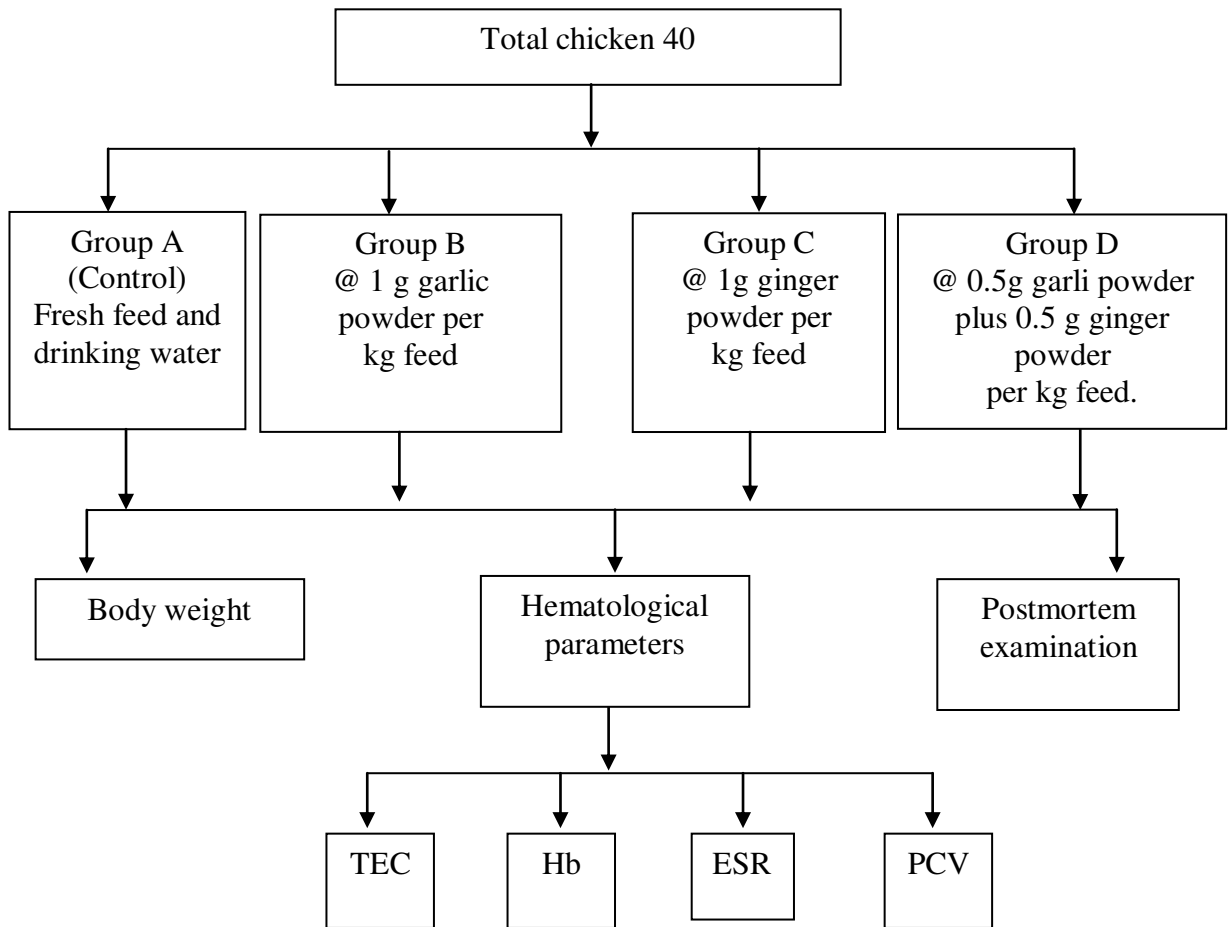 Total chicken 40
Group A
(Control)
Fresh feed and
drinking water
Group B
@ 1 g garlic
powder per
kg feed
Group C
@ 1g ginger
powder per
kg feed
Group D
@ 0.5g garli powder
plus 0.5 g ginger
powder
per kg feed.
Body weight
Hematological
parameters
Postmortem
examination
TEC
Hb
ESR
PCV